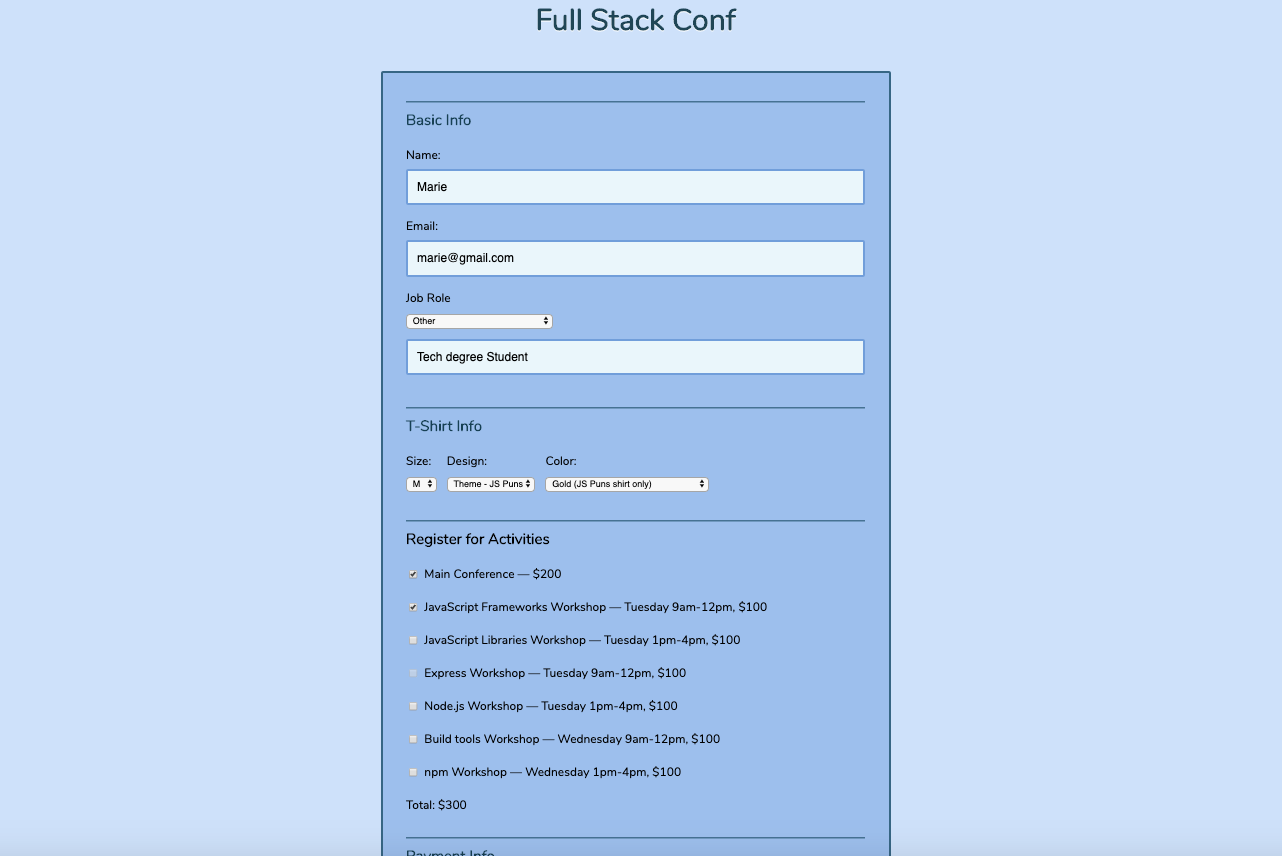 Full Stack Conf
Basic Info
Name:
Marie
Email:
marie@gmail.com
Job Role
Other
Tech degree Student
T-Shirt Info
Size: Design: Color:
M Theme - JS Puns Gold (JS Puns shirt only)
Register for Activities
Main Conference — $200
JavaScript Frameworks Workshop — Tuesday 9am-12pm, $100
JavaScript Libraries Workshop — Tuesday 1pm-4pm, $100
Express Workshop — Tuesday 9am-12pm, $100
Node.js Workshop — Tuesday 1pm-4pm, $100
Build tools Workshop — Wednesday 9am-12pm, $100
npm Workshop — Wednesday 1pm-4pm, $100
Total: $300
Payment Info